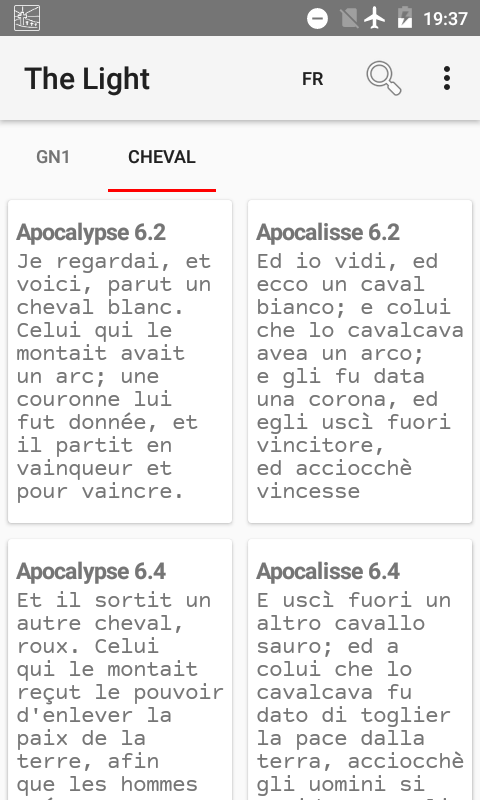 19:37
The Light
FR
GN1
CHEVAL
Apocalypse 6.2
Je regardai, et
voici, parut un
cheval blanc.
Celui qui le
montait avait
un arc; une
couronne lui
fut donnée, et
il partit en
vainqueur et
pour vaincre.
Apocalisse 6.2
Ed io vidi, ed
ecco un caval
bianco; e colui
che lo cavalcava
avea un arco;
e gli fu data
una corona, ed
egli uscì fuori
vincitore,
ed acciocchè
vincesse
Apocalypse 6.4
Et il sortit un
autre cheval,
roux. Celui
qui le montait
reçut le pouvoir
d'enlever la
paix de la
terre, afin
que les hommes
Apocalisse 6.4
E uscì fuori un
altro cavallo
sauro; ed a
colui che lo
cavalcava fu
dato di toglier
la pace dalla
terra, acciocchè
gli uomini si